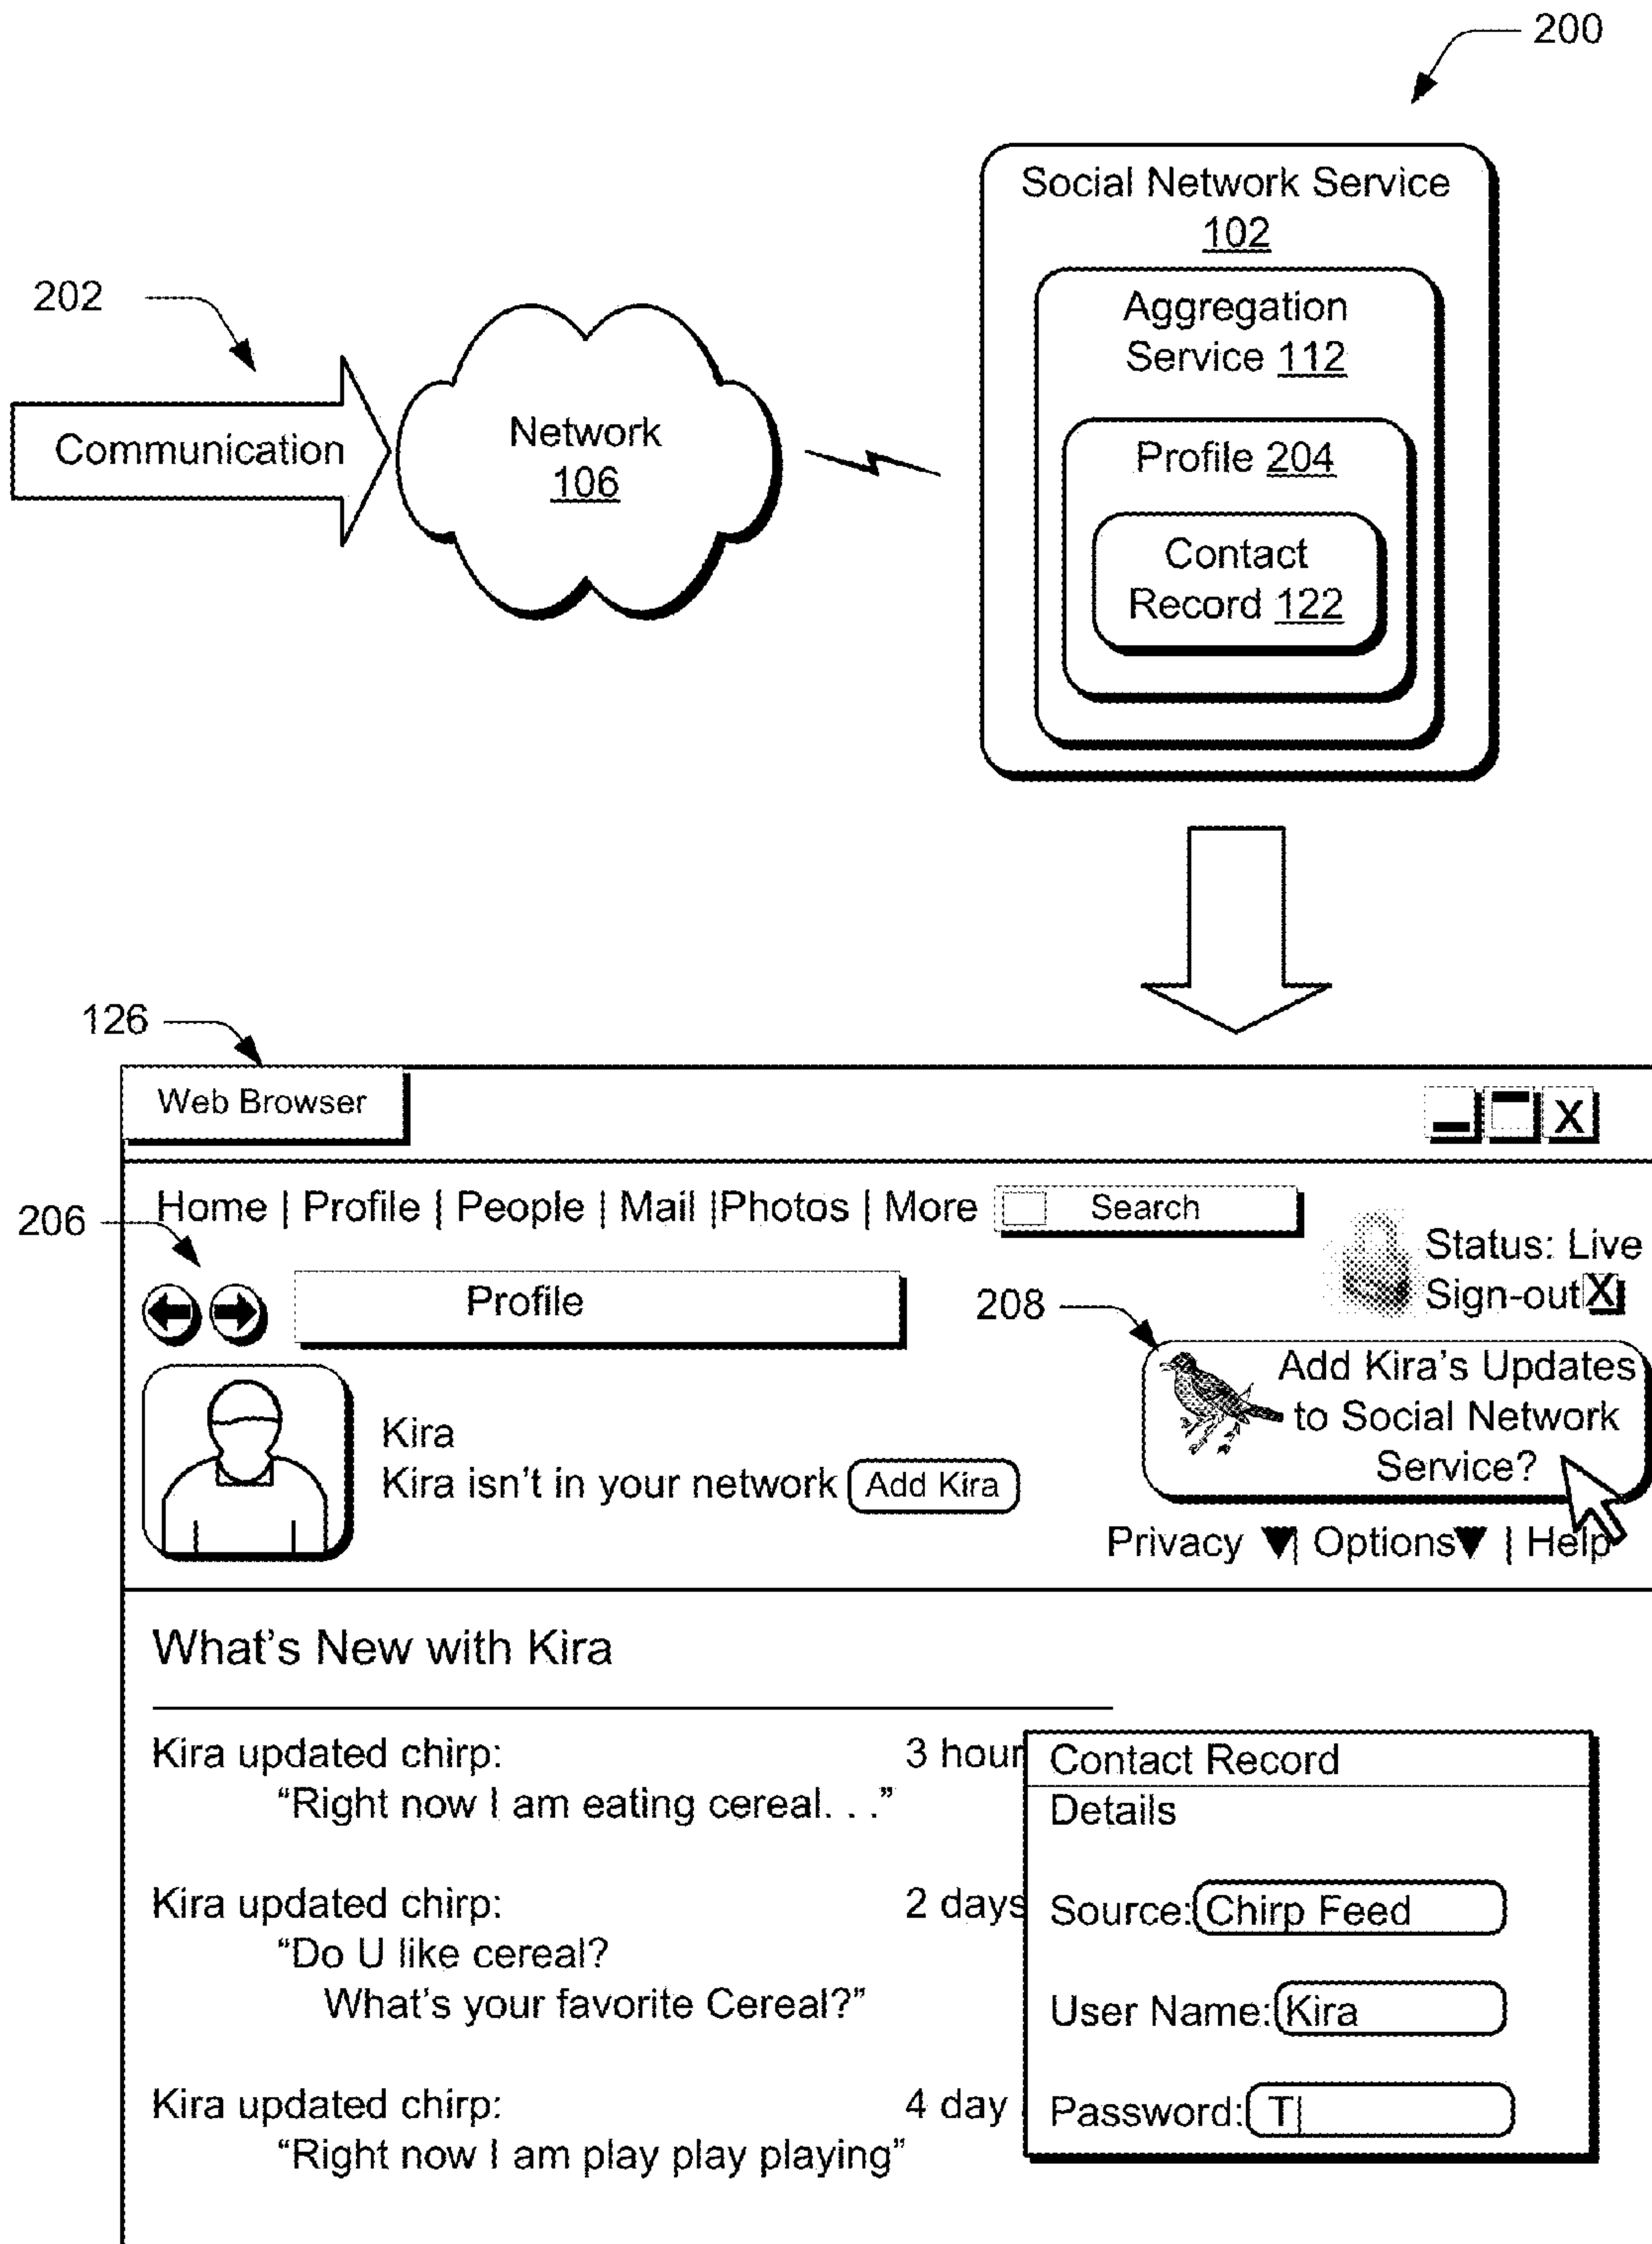 200
Social Network Service
102
202
Aggregation
Service 112
Communication
Network
106
Profile 204
Contact
Record 122
126
Web Browser
X
206
Home | Profile | People | Mail |Photos | More
Search
Status: Live
Sign-out X
Profile
208
Add Kira's Updates
to Social Network
Service?
Kira
Kira isn't in your network Add Kira
Privacy | Options | Help
What's New with Kira
Kira updated chirp: 3 hour
"Right now I am eating cereal. . ."
Kira updated chirp: 2 days
"Do U like cereal?
What's your favorite Cereal?"
Kira updated chirp: 4 day
"Right now I am play play playing"
Contact Record
Details
Source: Chirp Feed
User Name: Kira
Password: T|